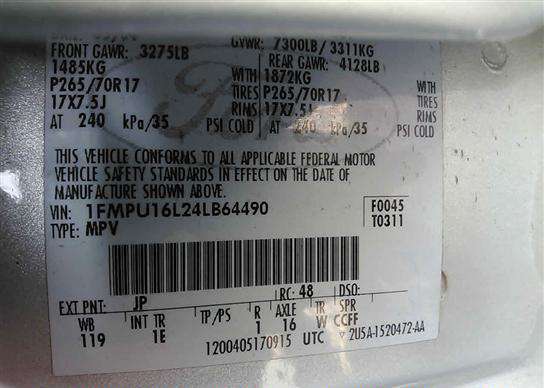 GVWR: 7300LB / 3311KG
FRONT GAWR: 3275LB REAR GAWR: 4128LB
1485KG WITH 1872KG WITH
P265/70R17 TIRES P265/70R17 TIRES
17X7.5J RIMS 17X7.5J RIMS
AT 240 kPa/35 PSI COLD AT 240 kPa/35 PSI COLD
THIS VEHICLE CONFORMS TO ALL APPLICABLE FEDERAL MOTOR
VEHICLE SAFETY STANDARDS IN EFFECT ON THE DATE OF
MANUFACTURE SHOWN ABOVE.
VIN: 1FMPU16L24LB64490 F0045
TYPE: MPV T0311
EXT PNT: JP RC: 48 DSO:
WB INT TR TP/PS R AXLE TR SPR
119 1E 1 16 W CCFF
1200405170915 UTC 2U5A-1520472-AA
Ford